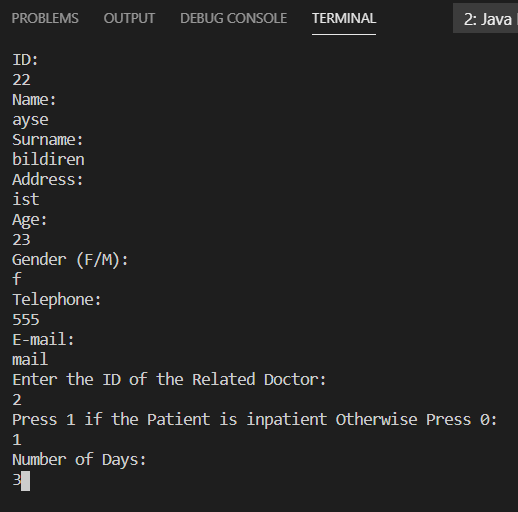 PROBLEMS OUTPUT DEBUG CONSOLE TERMINAL 2: Java
ID:
22
Name:
ayse
Surname:
bildiren
Address:
ist
Age:
23
Gender (F/M):
f
Telephone:
555
E-mail:
mail
Enter the ID of the Related Doctor:
2
Press 1 if the Patient is inpatient Otherwise Press 0:
1
Number of Days:
3